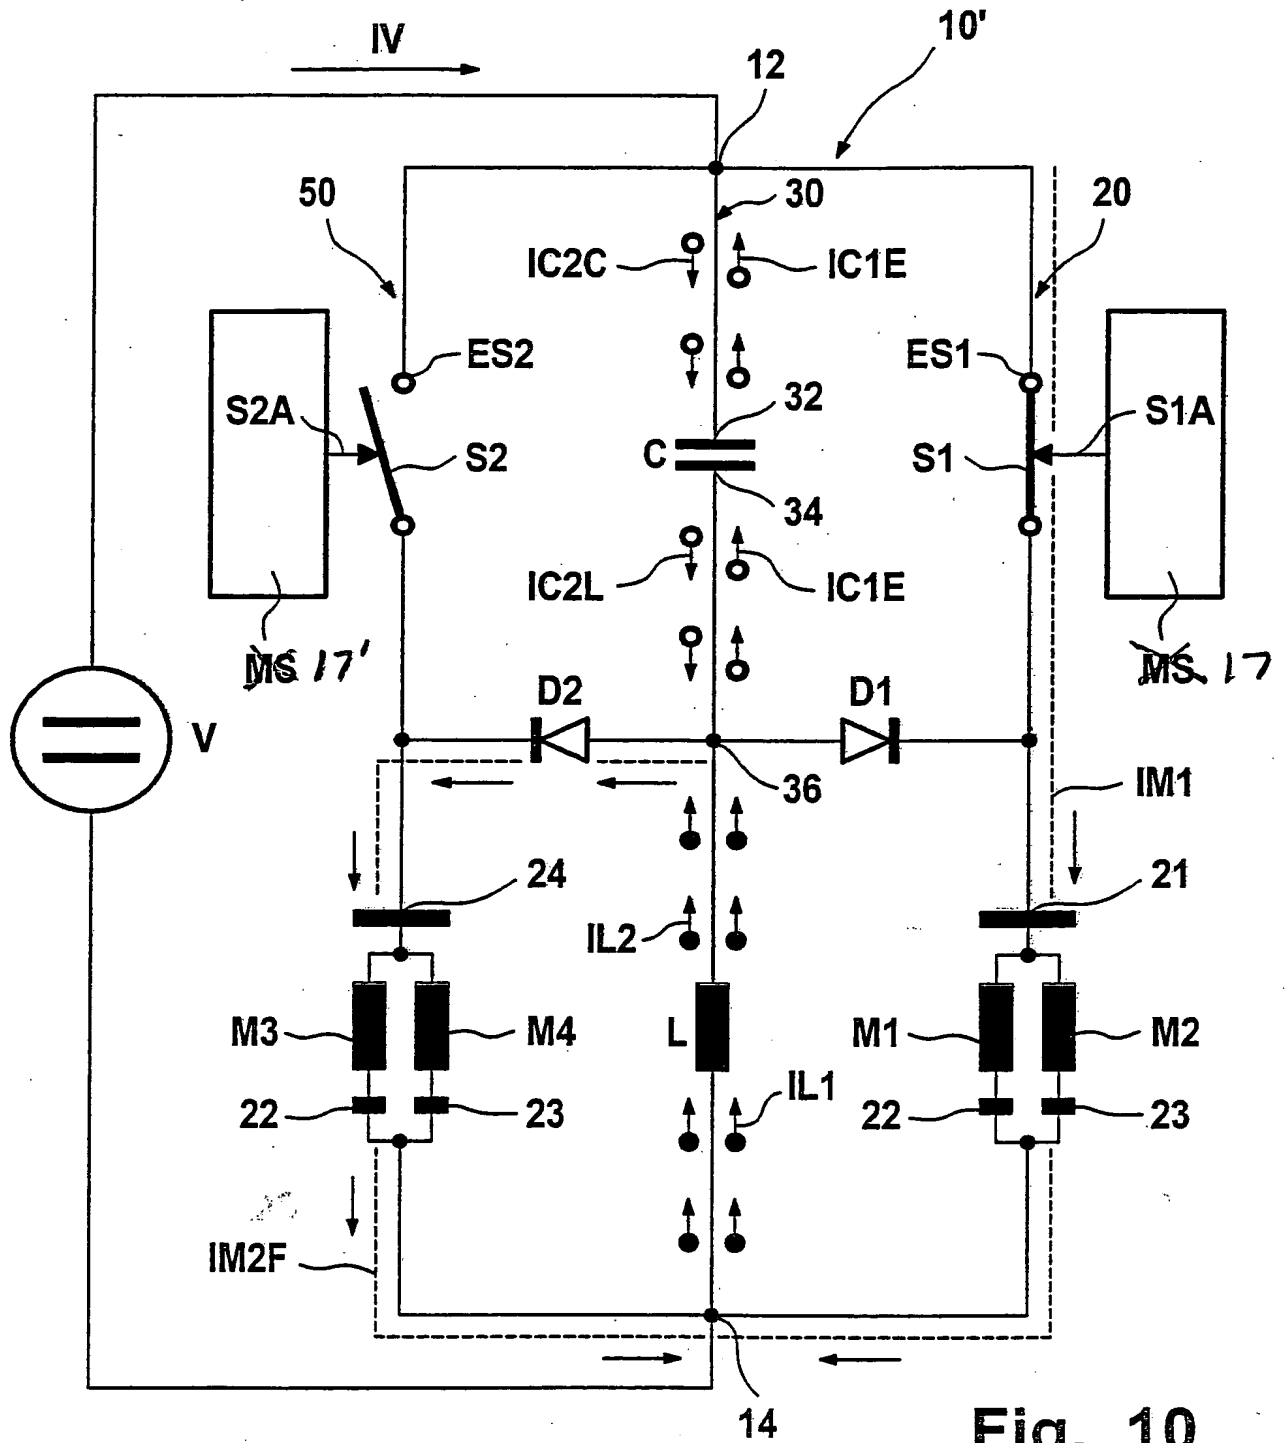 IV
10'
12
50
30
20
IC2C
IC1E
ES2
ES1
S2A
32
S1A
S2
C
S1
34
IC2L
IC1E
MS 17'
MS 17
D2
D1
V
36
IM1
24
21
IL2
M3
M4
L
M1
M2
IL1
22
23
22
23
IM2F
14
Fig. 10